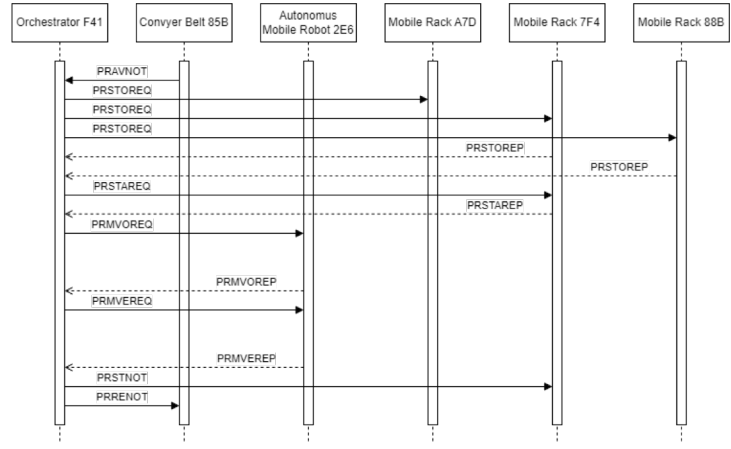 Orchestrator F41
Convyer Belt 85B
Autonomus
Mobile Robot 2E6
Mobile Rack A7D
Mobile Rack 7F4
Mobile Rack 88B
PRAVNOT
PRSTOREQ
PRSTOREQ
PRSTOREQ
PRSTOREP
PRSTOREP
PRSTAREQ
PRSTAREP
PRMVOREQ
PRMVOREP
PRMVEREQ
PRMVEREP
PRSTNOT
PRRENOT